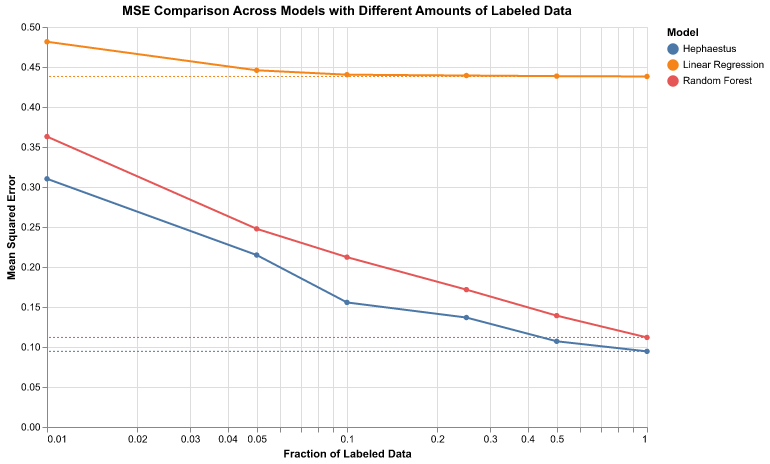 MSE Comparison Across Models with Different Amounts of Labeled Data
Model
Hephaestus
Linear Regression
Random Forest
Mean Squared Error
0.50
0.45
0.40
0.35
0.30
0.25
0.20
0.15
0.10
0.05
0.00
0.01 0.02 0.03 0.04 0.05 0.1 0.2 0.3 0.4 0.5 1
Fraction of Labeled Data